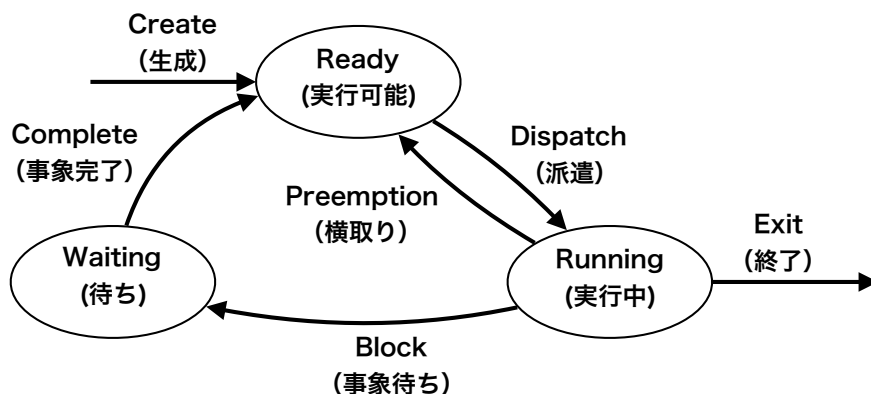 Create
（生成）
Ready
(実行可能)
Complete
（事象完了）
Dispatch
（派遣）
Preemption
（横取り）
Waiting
(待ち)
Running
(実行中)
Exit
（終了）
Block
（事象待ち）